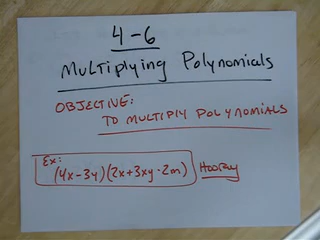 4-6
Multiplying Polynomials
OBJECTIVE:
TO MULTIPLY POLYNOMIALS
Ex:
(4x-3y)(2x+3xy-2m) HOORAY